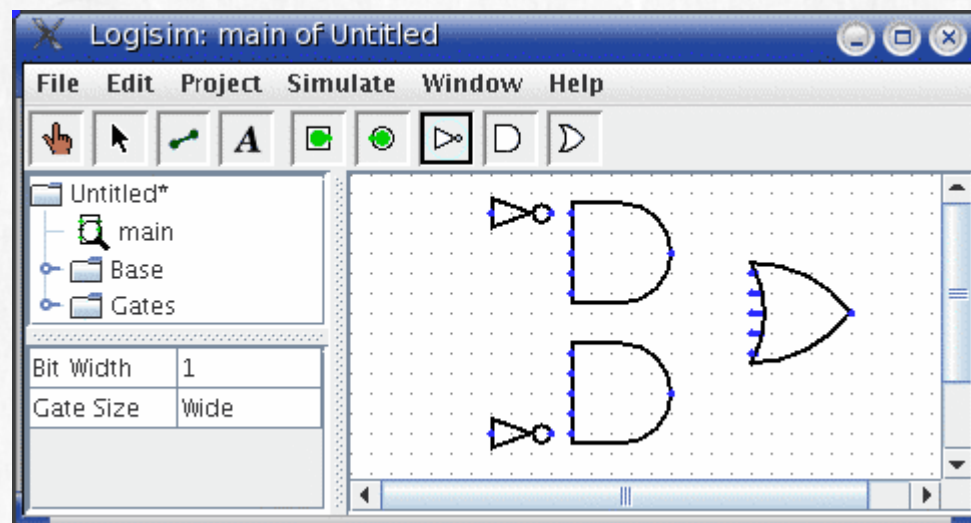 Logisim: main of Untitled
File Edit Project Simulate Window Help
A
Untitled*
main
Base
Gates
Bit Width 1
Gate Size Wide